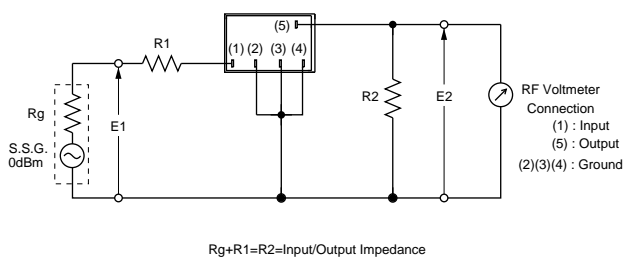 (5)
R1
(1) (2) (3) (4)
Rg
E1
R2
E2
RF Voltmeter
Connection
(1) : Input
(5) : Output
(2)(3)(4) : Ground
S.S.G.
0dBm
Rg+R1=R2=Input/Output Impedance